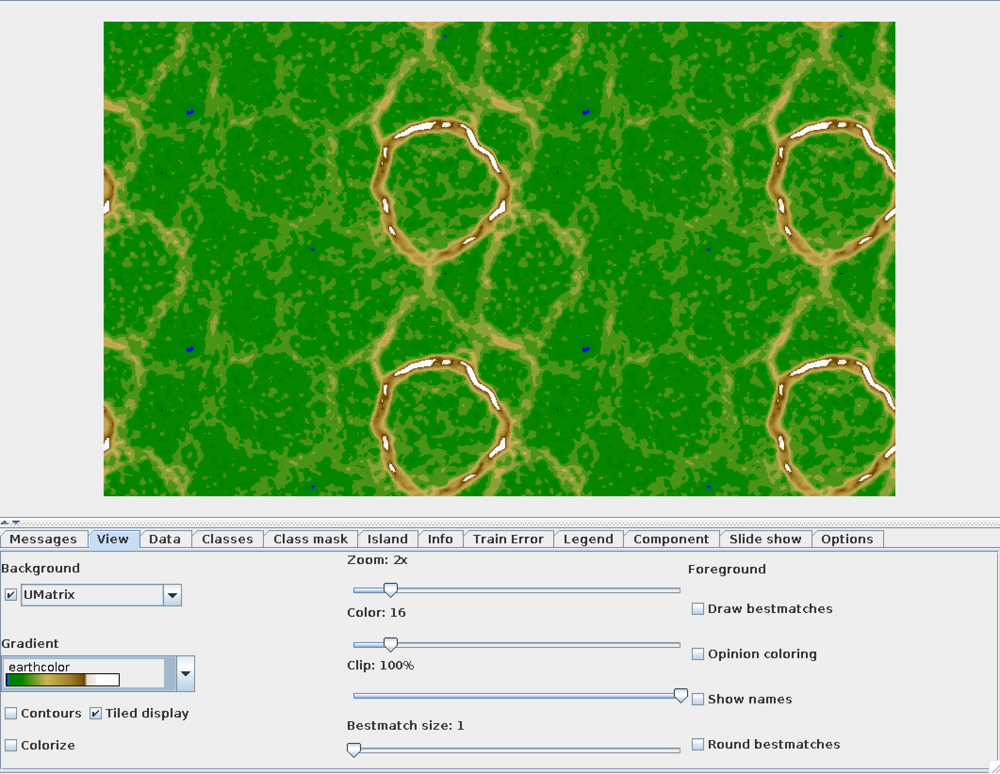 Messages View Data Classes Class mask Island Info Train Error Legend Component Slide show Options
Background
UMatrix
Gradient
earthcolor
Contours Tiled display
Colorize
Zoom: 2x
Color: 16
Clip: 100%
Bestmatch size: 1
Foreground
Draw bestmatches
Opinion coloring
Show names
Round bestmatches